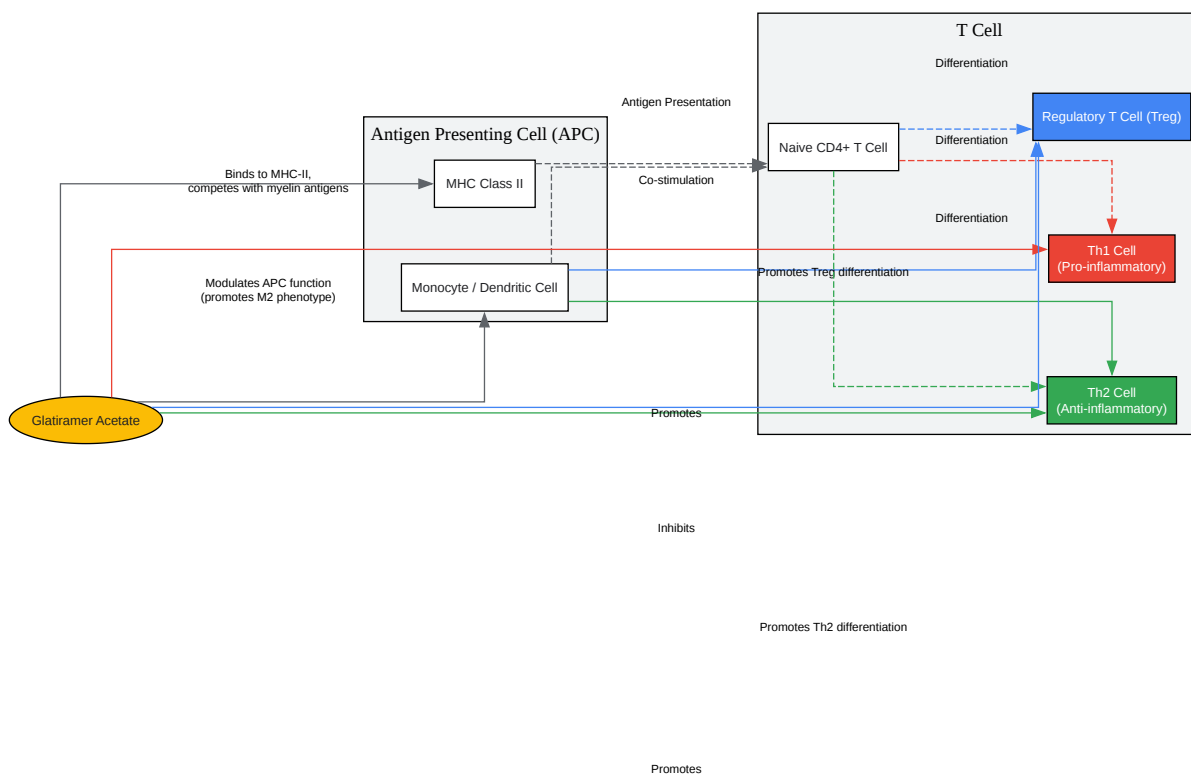 T Cell
Differentiation
Antigen Presentation
Regulatory T Cell (Treg)
Antigen Presenting Cell (APC)
Naive CD4+ T Cell
Differentiation
Binds to MHC-II,
competes with myelin antigens
MHC Class II
Co-stimulation
Differentiation
Th1 Cell
(Pro-inflammatory)
Promotes Treg differentiation
Modulates APC function
(promotes M2 phenotype)
Monocyte / Dendritic Cell
Th2 Cell
(Anti-inflammatory)
Glatiramer Acetate
Promotes
Inhibits
Promotes Th2 differentiation
Promotes